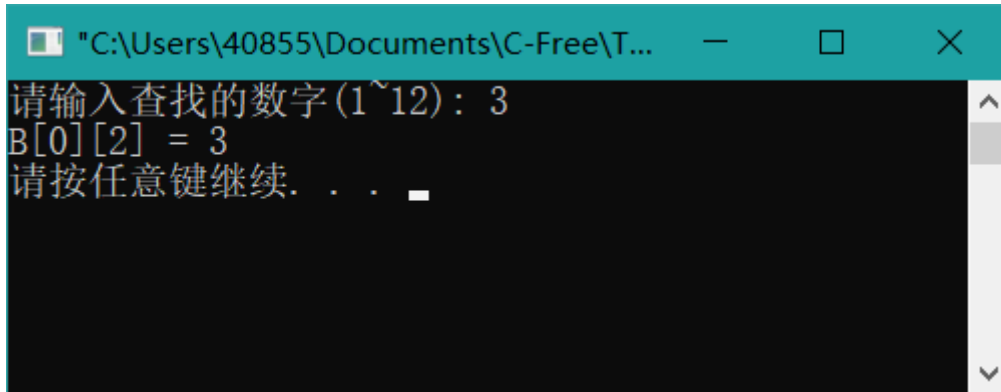 "C:\Users\40855\Documents\C-Free\T...
请输入查找的数字(1~12): 3
B[0][2] = 3
请按任意键继续. . .